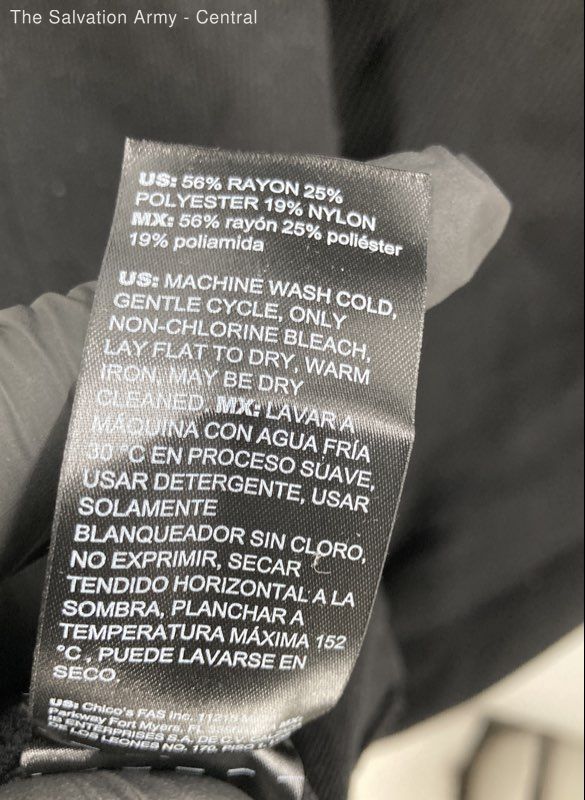 The Salvation Army - Central
US: 56% RAYON 25%
POLYESTER 19% NYLON
MX: 56% rayón 25% poliéster
19% poliamida
US: MACHINE WASH COLD,
GENTLE CYCLE, ONLY
NON-CHLORINE BLEACH,
LAY FLAT TO DRY, WARM
IRON, MAY BE DRY
CLEANED, MX: LAVAR A
MÁQUINA CON AGUA FRÍA
30 °C EN PROCESO SUAVE,
USAR DETERGENTE, USAR
SOLAMENTE
BLANQUEADOR SIN CLORO,
NO EXPRIMIR, SECAR
TENDIDO HORIZONTAL A LA
SOMBRA, PLANCHAR A
TEMPERATURA MÁXIMA 152
°C , PUEDE LAVARSE EN
SECO
US: Chico's FAS Inc. 11215
Parkway Fort Myers, FL
ENTERPRISES S.A. DE C.V.
LOS LEONES NO. 170, PISO